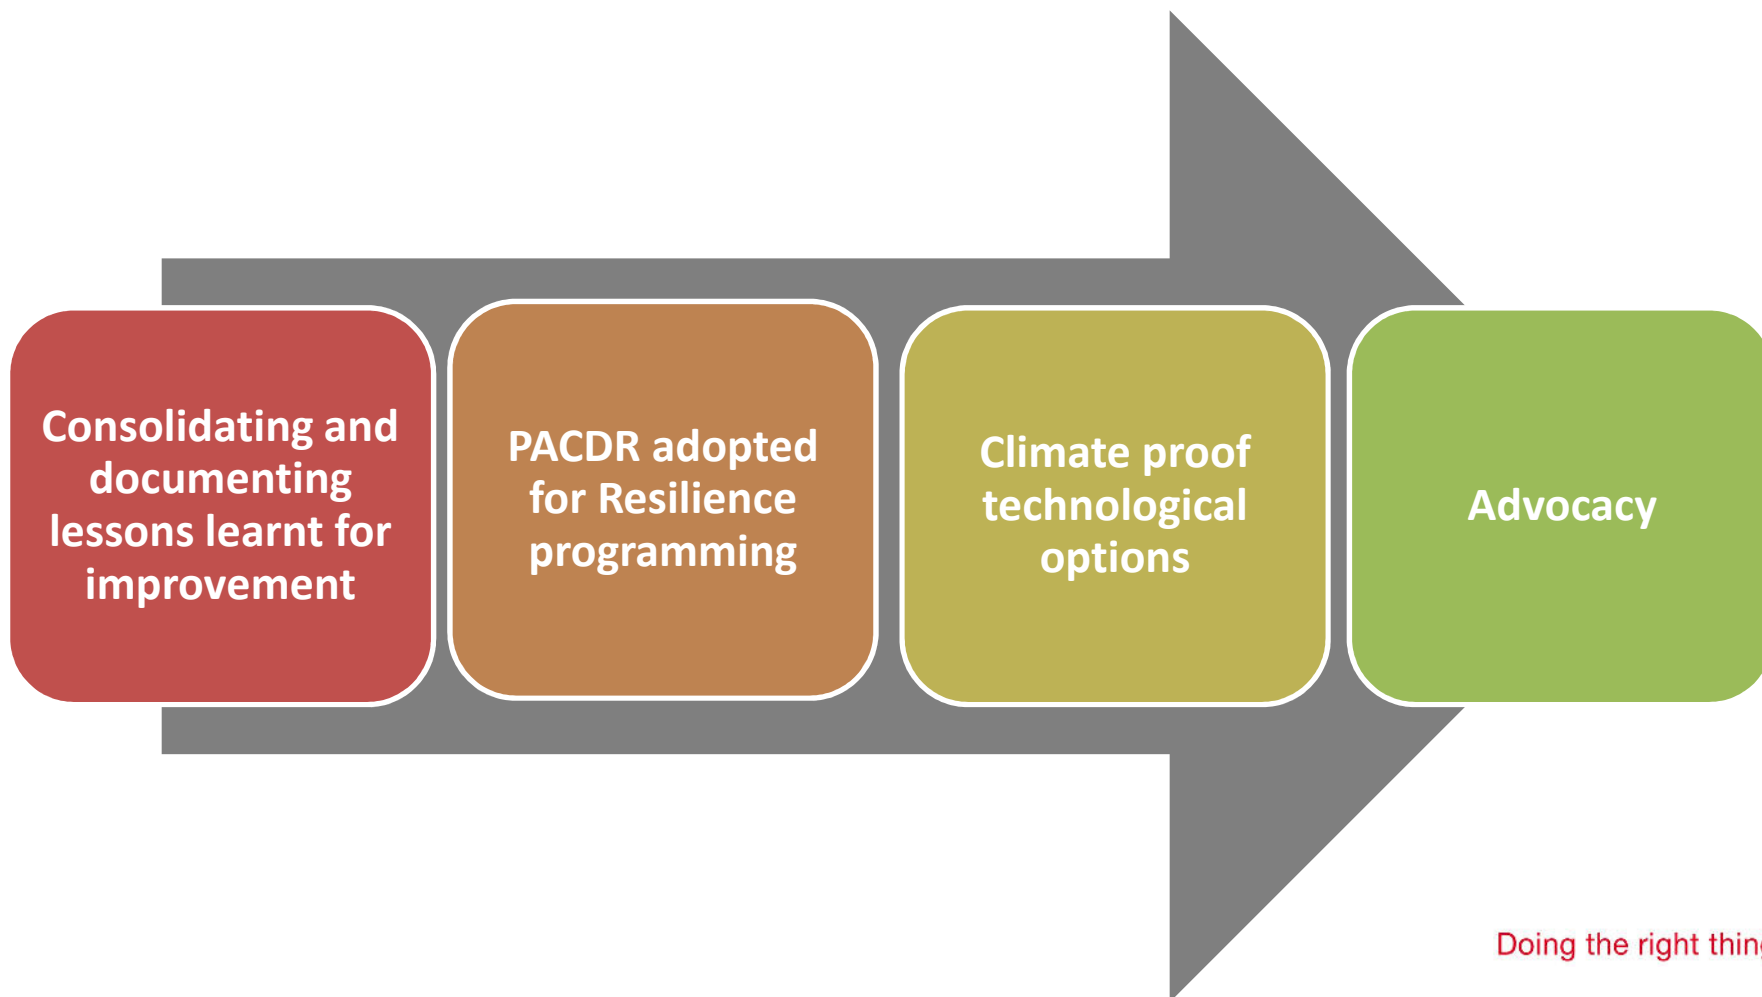 Consolidating and
documenting
lessons learnt for
improvement
PACDR adopted
for Resilience
programming
Climate proof
technological
options
Advocacy
Doing the right thing